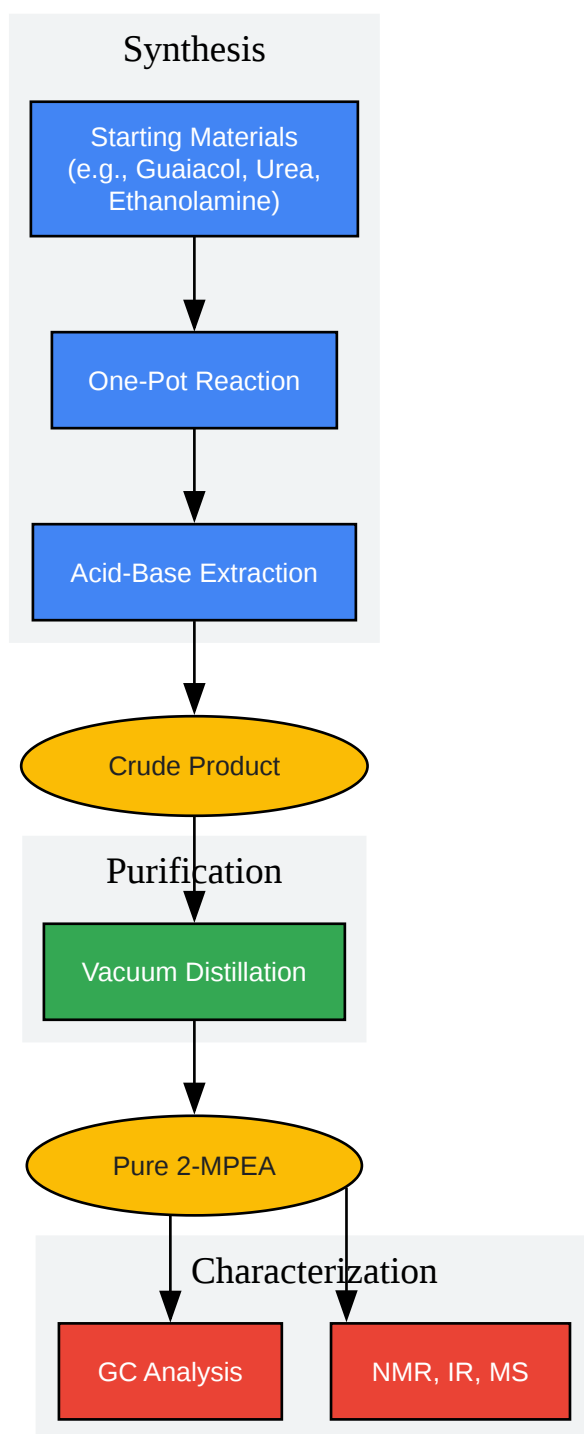 Synthesis
Starting Materials
(e.g., Guaiacol, Urea,
Ethanolamine)
One-Pot Reaction
Acid-Base Extraction
Crude Product
Purification
Vacuum Distillation
Pure 2-MPEA
Characterization
GC Analysis
NMR, IR, MS